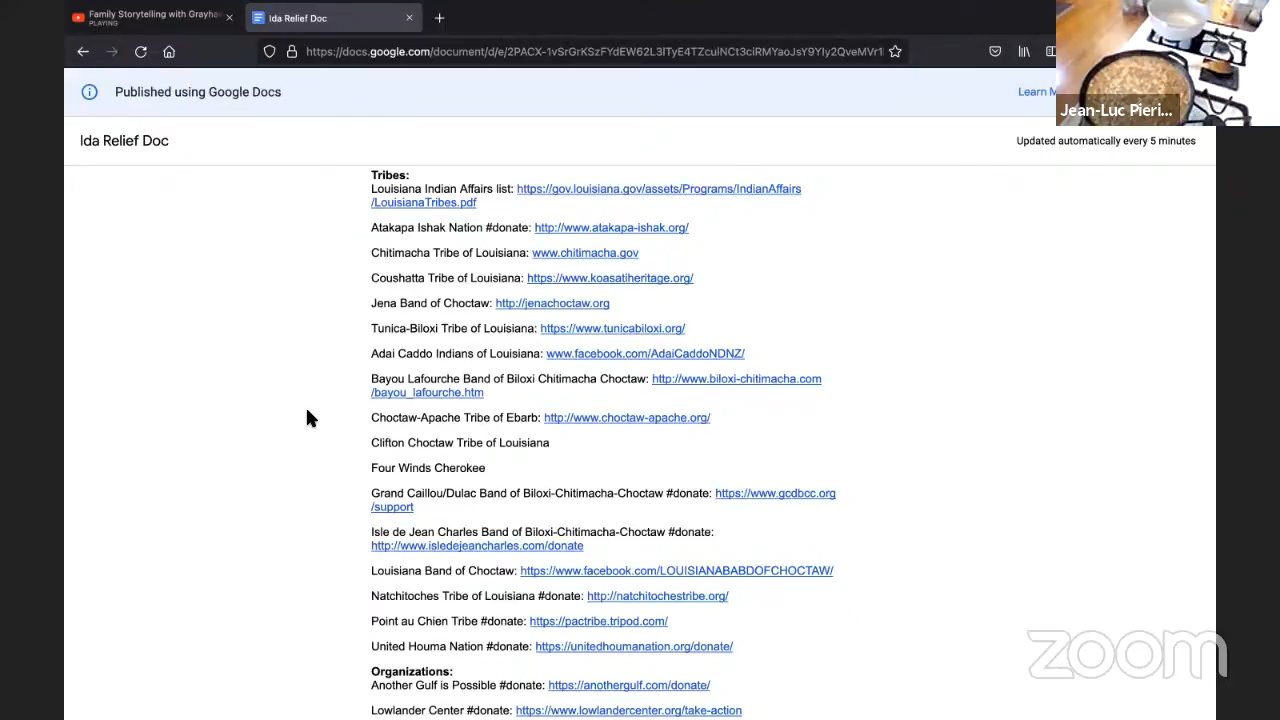 Family Storytelling with Grayha
PLAYING
Ida Relief Doc
https://docs.google.com/document/d/e/2PACX-1vSrGrKSzFYdEW62L3ITyE4TZcuiNCt3ciRMYaoJsY9YIy2QveMVr1
Published using Google Docs
Learn M
Jean-Luc Pieri...
Ida Relief Doc
Updated automatically every 5 minutes
Tribes:
Louisiana Indian Affairs list: https://gov.louisiana.gov/assets/Programs/IndianAffairs
/LouisianaTribes.pdf
Atakapa Ishak Nation #donate: http://www.atakapa-ishak.org/
Chitimacha Tribe of Louisiana: www.chitimacha.gov
Coushatta Tribe of Louisiana: https://www.koasatiheritage.org/
Jena Band of Choctaw: http://jenachoctaw.org
Tunica-Biloxi Tribe of Louisiana: https://www.tunicabiloxi.org/
Adai Caddo Indians of Louisiana: www.facebook.com/AdaiCaddoNDNZ/
Bayou Lafourche Band of Biloxi Chitimacha Choctaw: http://www.biloxi-chitimacha.com
/bayou_lafourche.htm
Choctaw-Apache Tribe of Ebarb: http://www.choctaw-apache.org/
Clifton Choctaw Tribe of Louisiana
Four Winds Cherokee
Grand Caillou/Dulac Band of Biloxi-Chitimacha-Choctaw #donate: https://www.gcdbcc.org
/support
Isle de Jean Charles Band of Biloxi-Chitimacha-Choctaw #donate:
http://www.isledejeancharles.com/donate
Louisiana Band of Choctaw: https://www.facebook.com/LOUISIANABABDOFCHOCTAW/
Natchitoches Tribe of Louisiana #donate: http://natchitochestribe.org/
Point au Chien Tribe #donate: https://pactribe.tripod.com/
United Houma Nation #donate: https://unitedhoumanation.org/donate/
Organizations:
Another Gulf is Possible #donate: https://anothergulf.com/donate/
Lowlander Center #donate: https://www.lowlandercenter.org/take-action
zoom